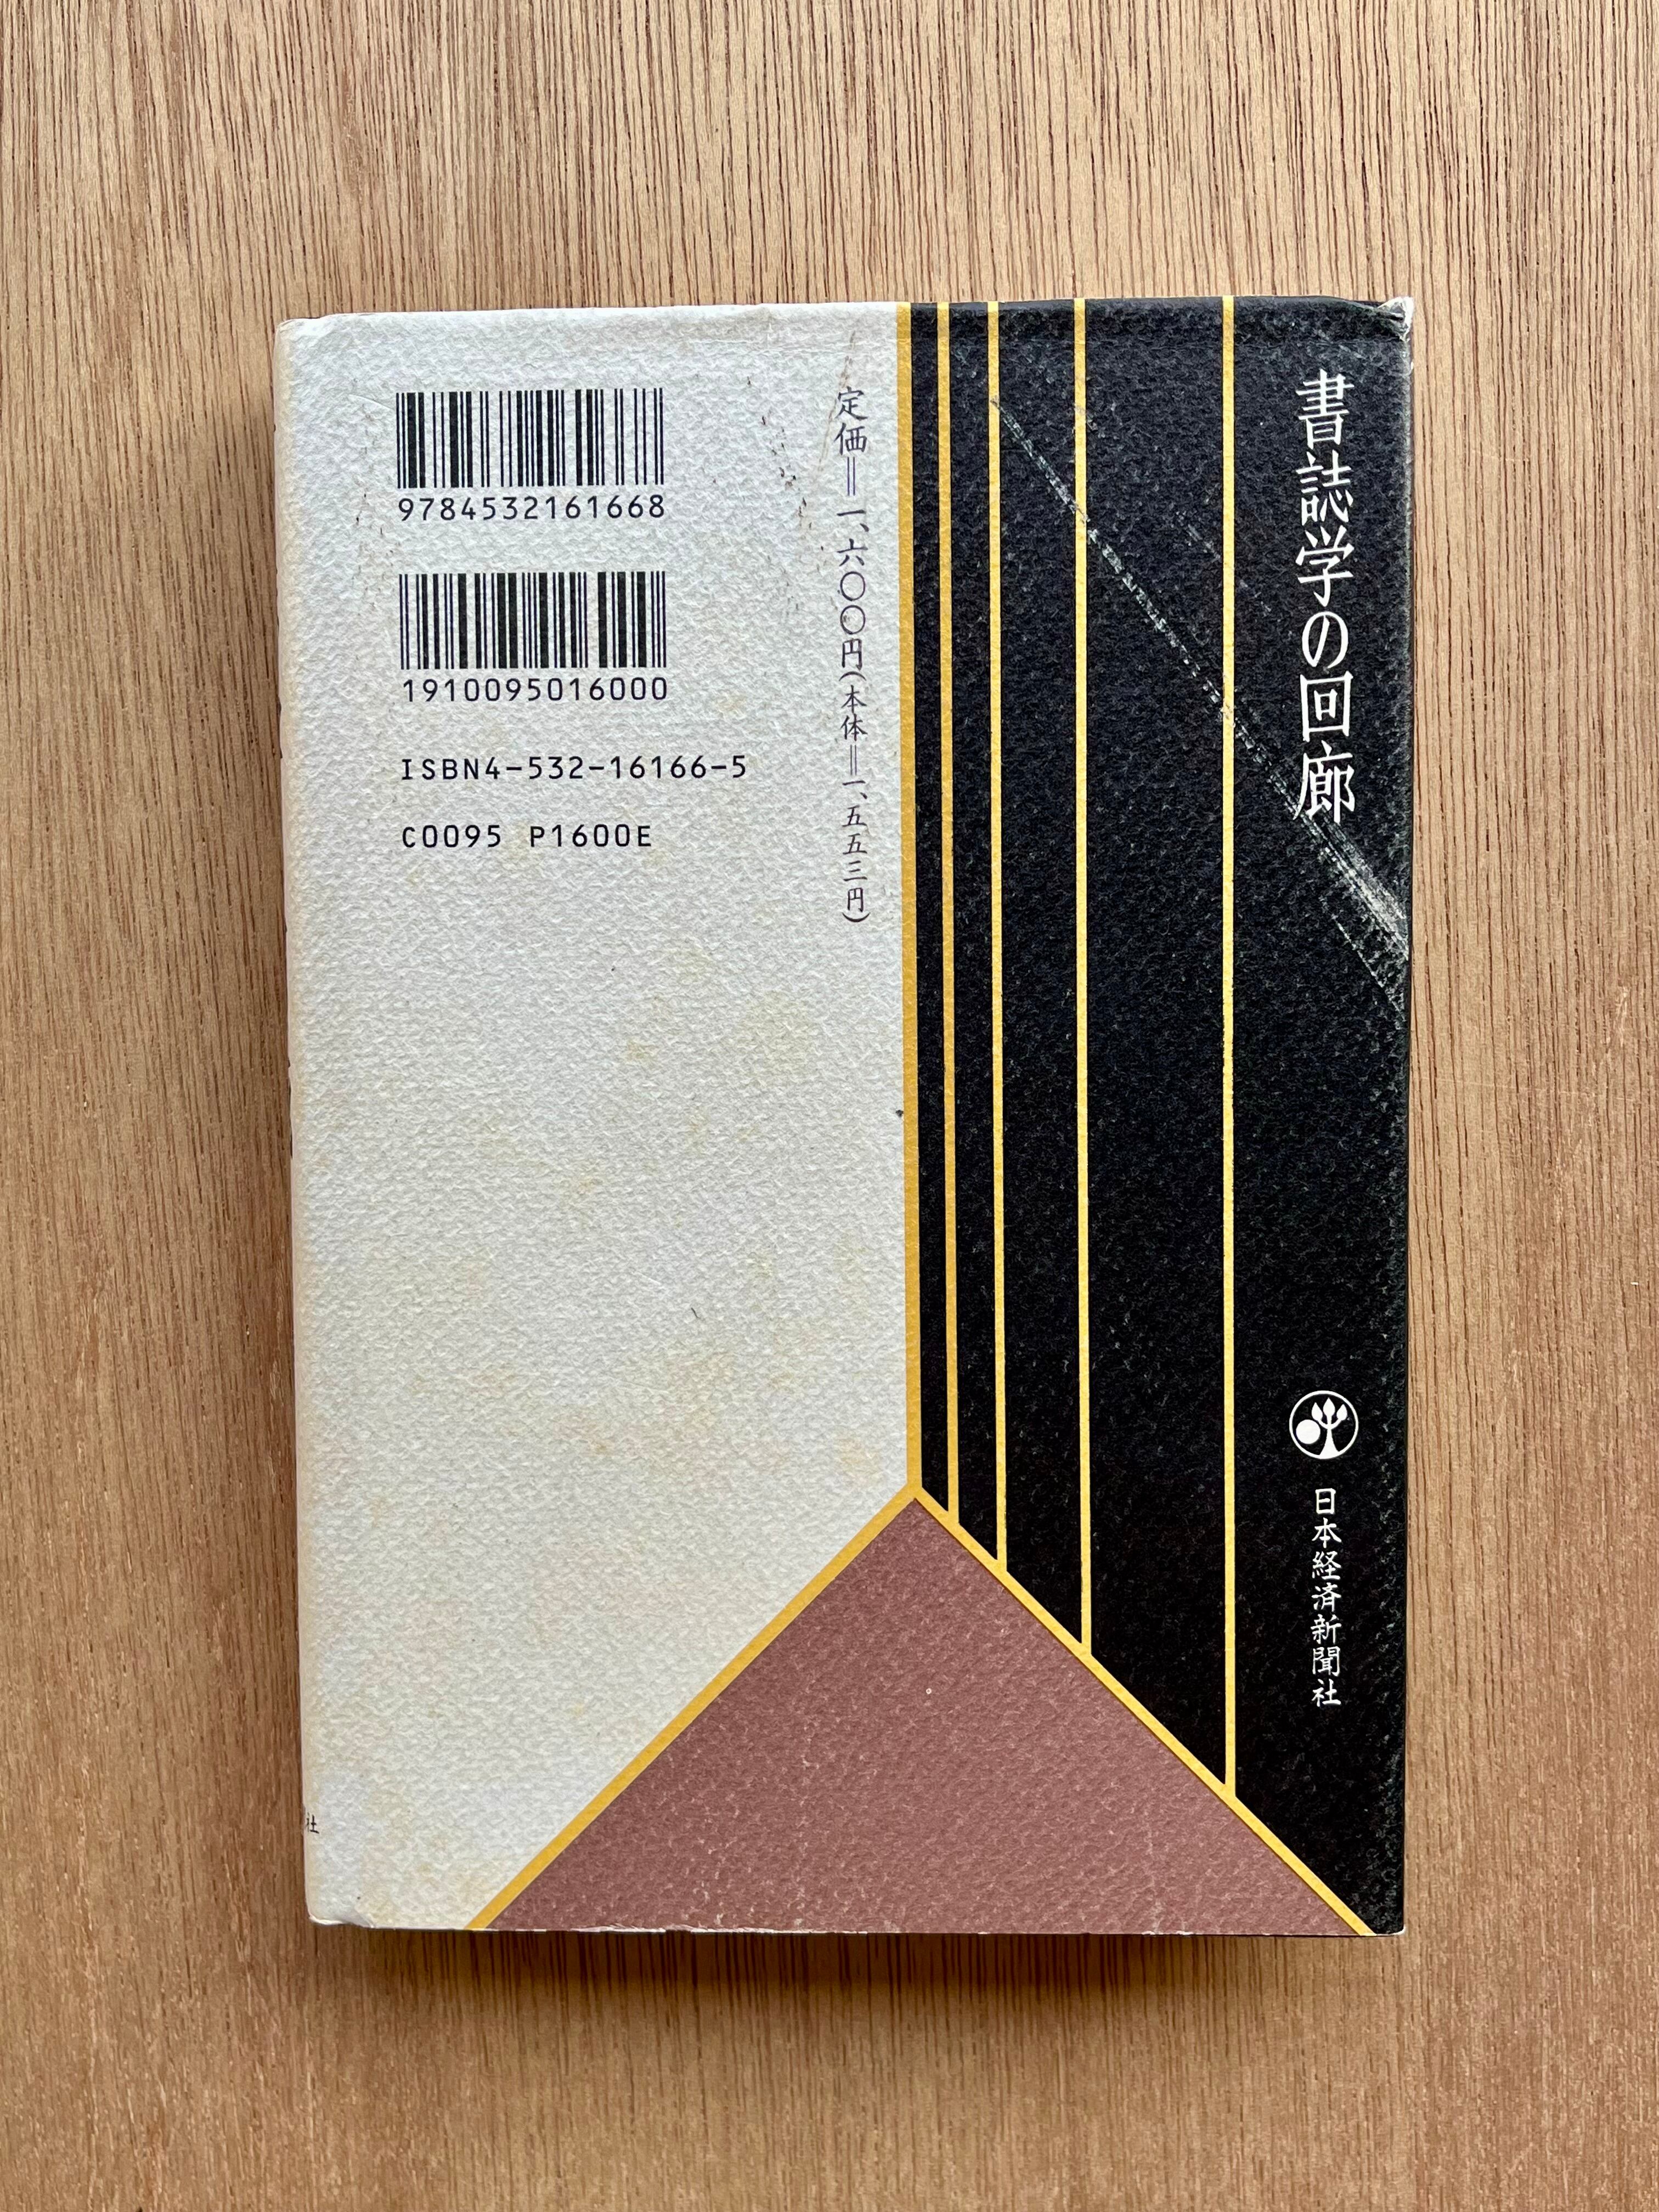 書誌学の回廊
日本経済新聞社
定価＝一、六〇〇円(本体＝一、五五三円)
9784532161668
1910095016000
ISBN4-532-16166-5
C0095 P1600E
社